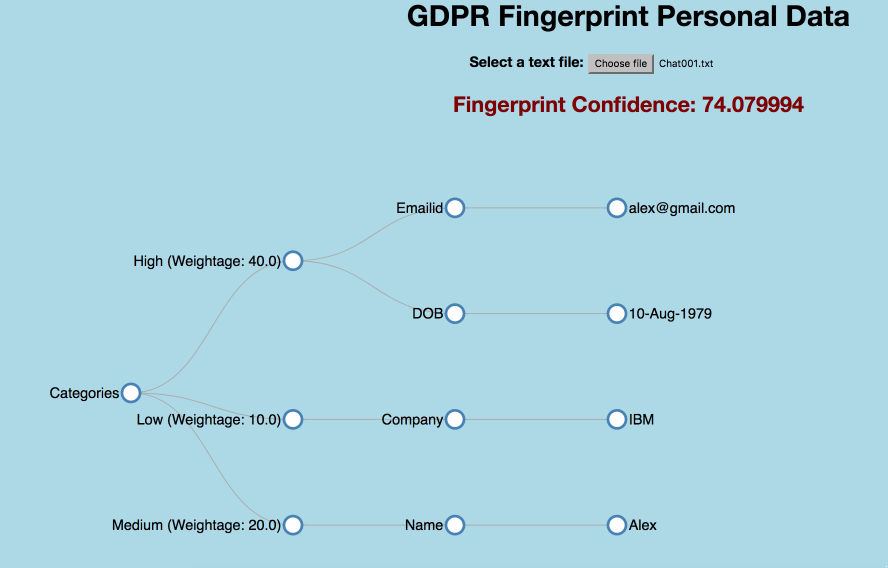 GDPR Fingerprint Personal Data
Select a text file: Choose file Chat001.txt
Fingerprint Confidence: 74.079994
Emailid alex@gmail.com
High (Weightage: 40.0)
DOB 10-Aug-1979
Categories
Low (Weightage: 10.0) Company IBM
Medium (Weightage: 20.0) Name Alex